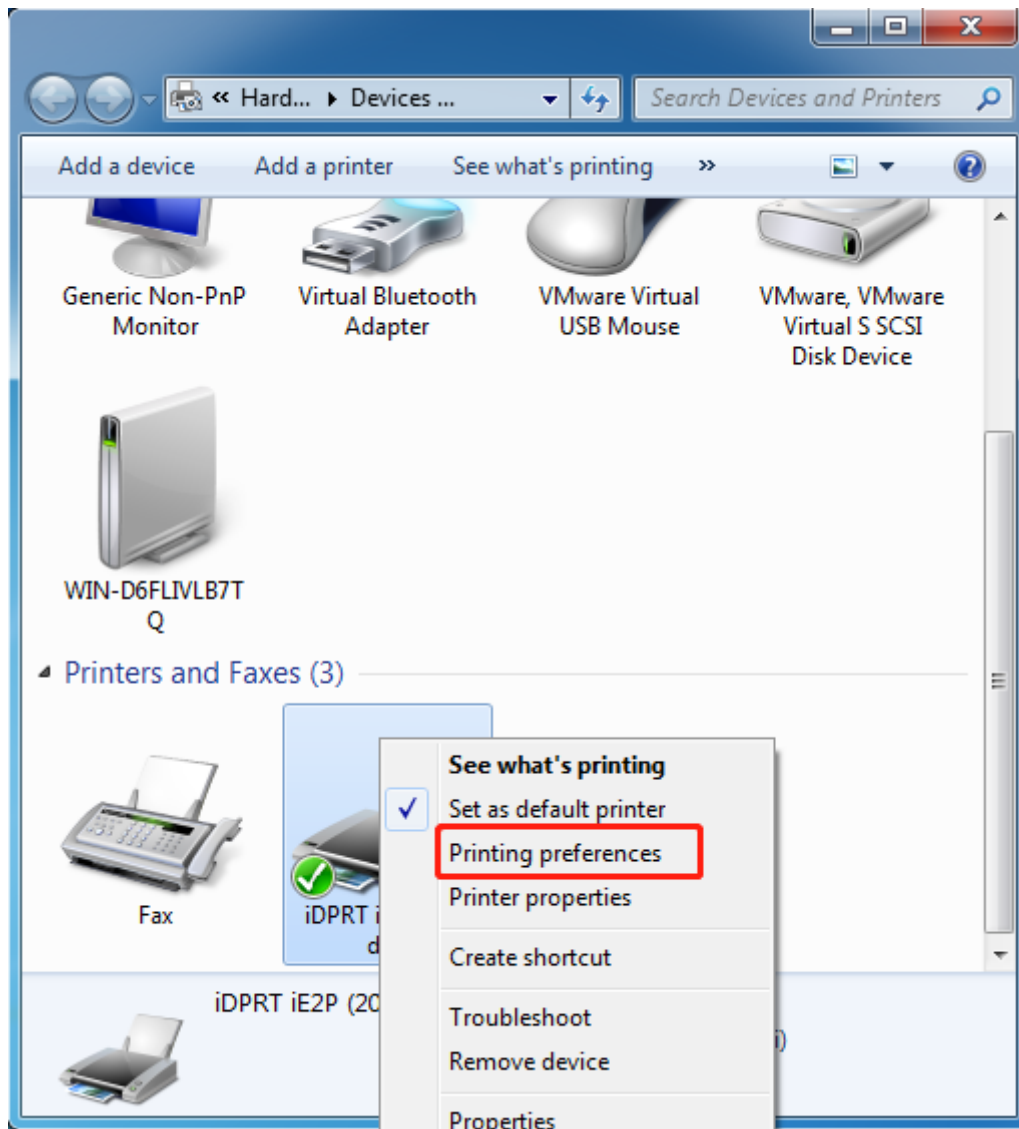 « Hard... ▸ Devices ...
Search Devices and Printers
Add a device Add a printer See what's printing »
Generic Non-PnP
Monitor
Virtual Bluetooth
Adapter
VMware Virtual
USB Mouse
VMware, VMware
Virtual S SCSI
Disk Device
WIN-D6FLIVLB7T
Q
Printers and Faxes (3)
Fax
iDPRT i
d
See what's printing
Set as default printer
Printing preferences
Printer properties
Create shortcut
Troubleshoot
Remove device
Properties
iDPRT iE2P (20
i)